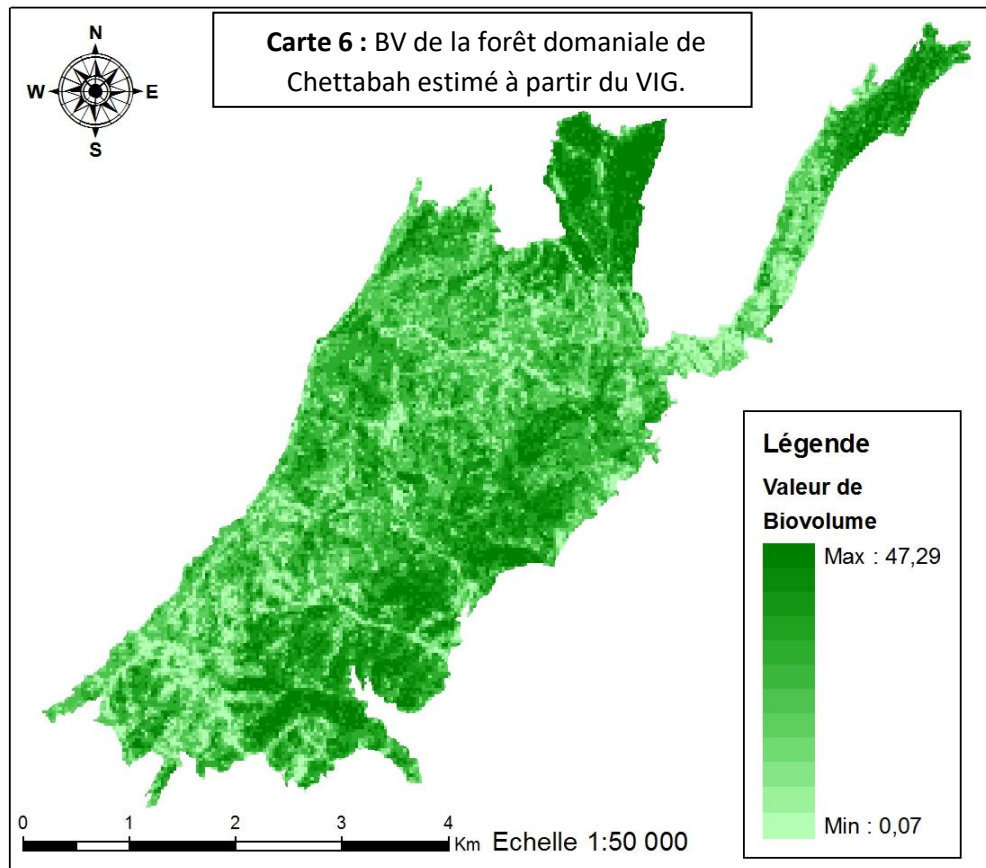 N
W E
S
Carte 6 : BV de la forêt domaniale de
Chettabah estimé à partir du VIG.
Légende
Valeur de
Biovolume
Max : 47,29
Min : 0,07
0 1 2 3 4
Km Echelle 1:50 000